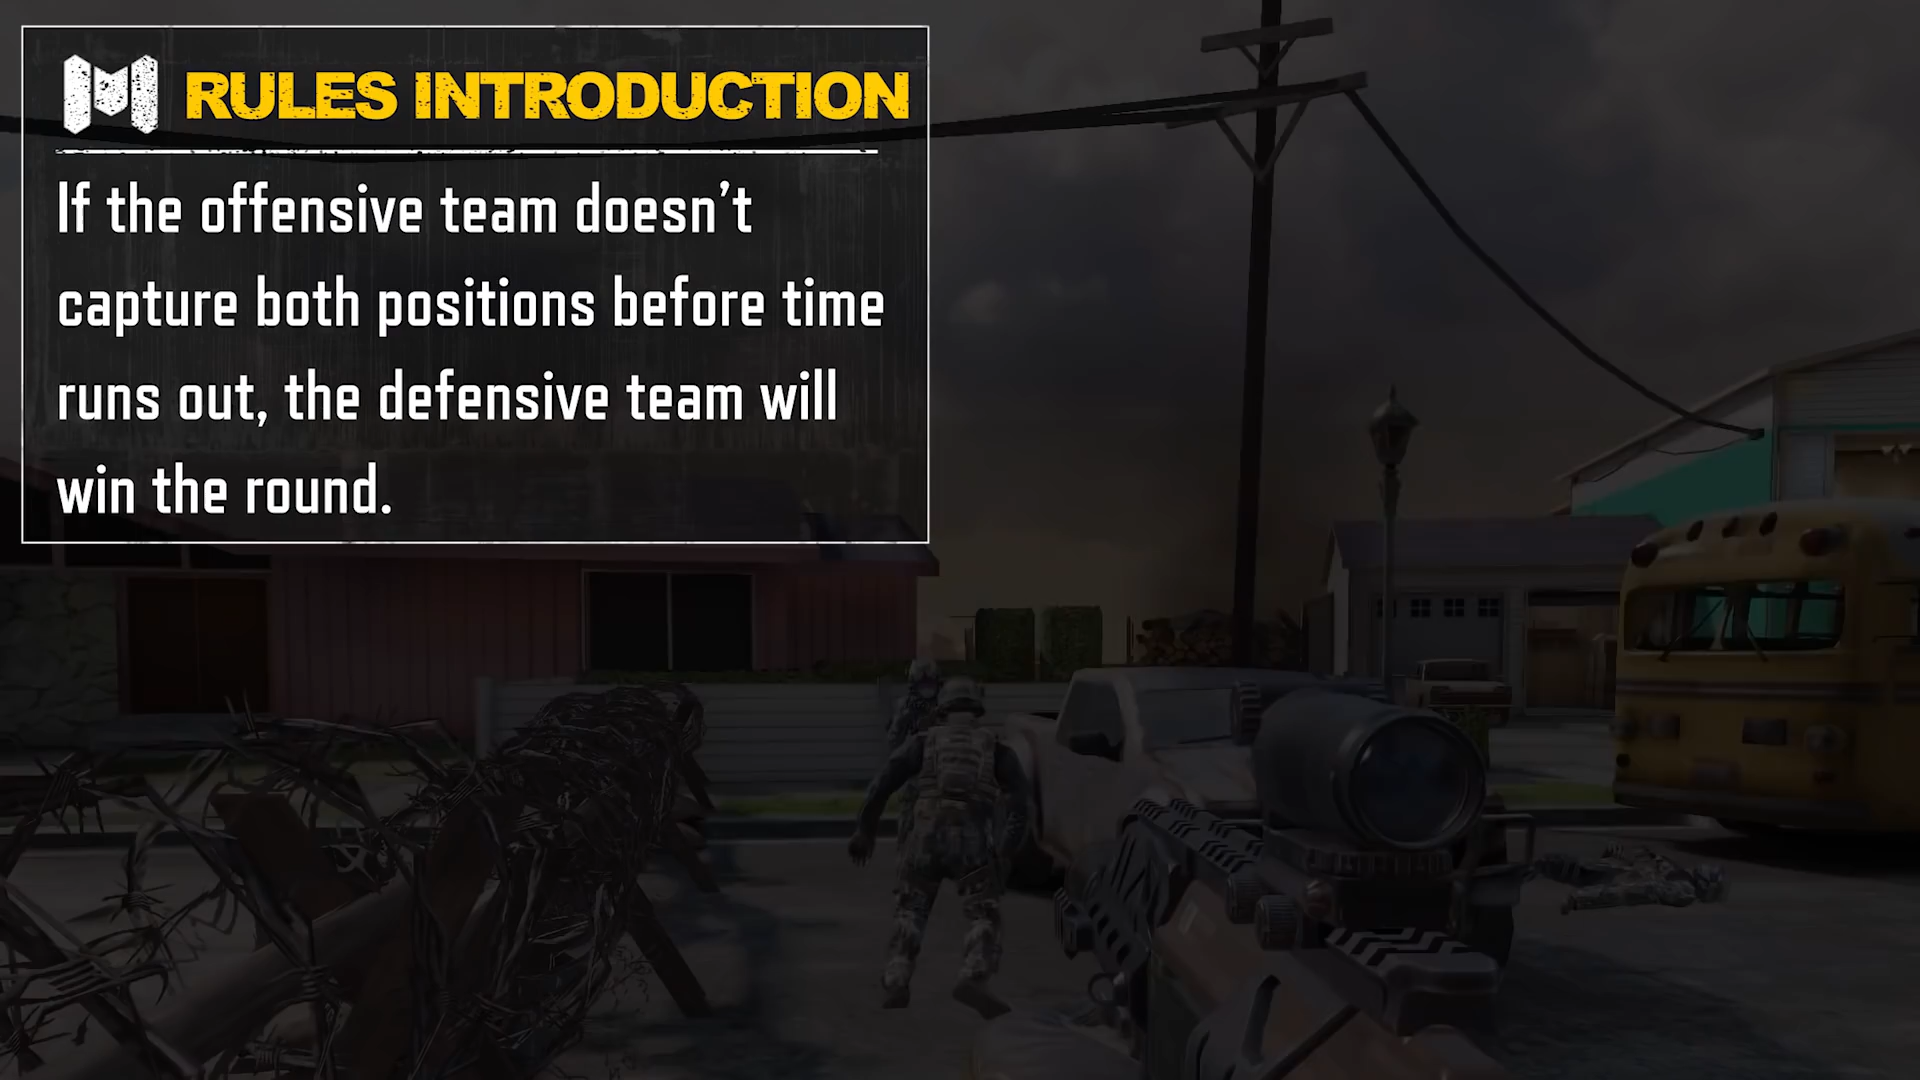 RULES INTRODUCTION
If the offensive team doesn't
capture both positions before time
runs out, the defensive team will
win the round.